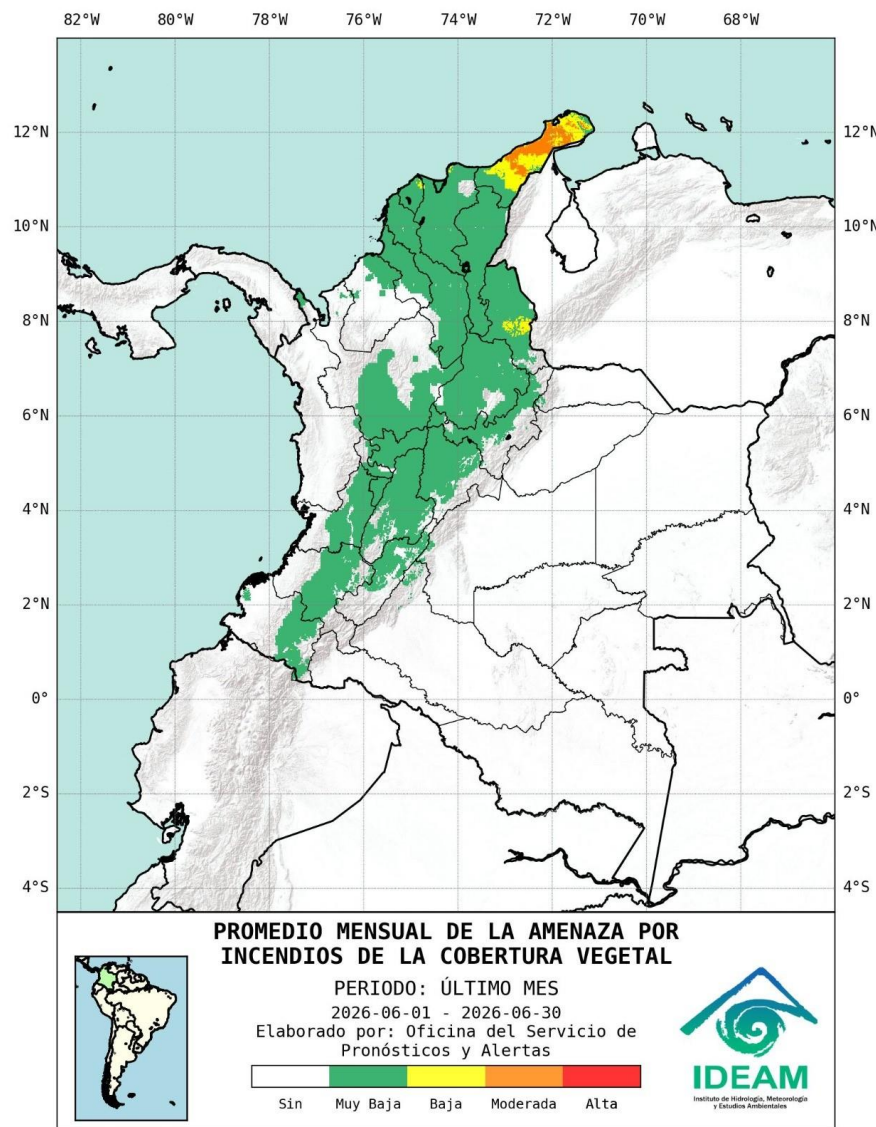 82°W 80°W 78°W 76°W 74°W 72°W 70°W 68°W
12°N 12°N
10°N 10°N
8°N 8°N
6°N 6°N
4°N 4°N
2°N 2°N
0° 0°
2°S 2°S
4°S 4°S
PROMEDIO MENSUAL DE LA AMENAZA POR
INCENDIOS DE LA COBERTURA VEGETAL
PERIODO: ÚLTIMO MES
2026-06-01 - 2026-06-30
Elaborado por: Oficina del Servicio de
Pronósticos y Alertas
Sin Muy Baja Baja Moderada Alta
IDEAM
Instituto de Hidrología, Meteorología
y Estudios Ambientales